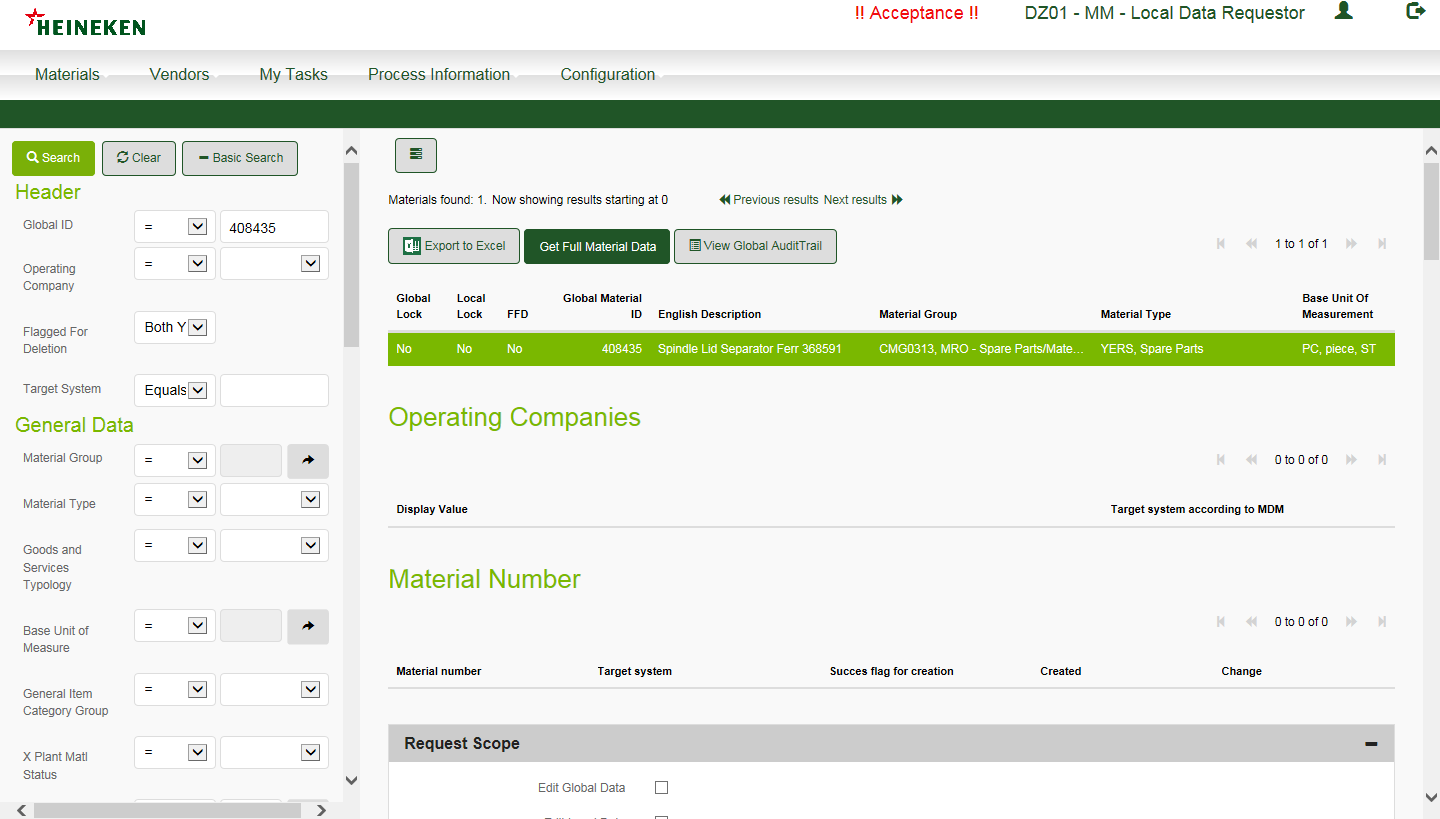 HEINEKEN
!! Acceptance !!
DZ01 - MM - Local Data Requestor
Materials
Vendors
My Tasks
Process Information
Configuration
Search
Clear
Basic Search
Header
Global ID
=
408435
Operating
Company
=
Flagged For
Deletion
Both Y
Target System
Equals
General Data
Material Group
=
Material Type
=
Goods and
Services
Typology
=
Base Unit of
Measure
=
General Item
Category Group
=
X Plant Matl
Status
=
Materials found: 1. Now showing results starting at 0
Previous results Next results
Export to Excel
Get Full Material Data
View Global AuditTrail
1 to 1 of 1
Global
Lock
Local
Lock
FFD
Global Material
ID
English Description
Material Group
Material Type
Base Unit Of
Measurement
No No No 408435 Spindle Lid Separator Ferr 368591 CMG0313, MRO - Spare Parts/Mate... YERS, Spare Parts PC, piece, ST
Operating Companies
0 to 0 of 0
Display Value
Target system according to MDM
Material Number
0 to 0 of 0
Material number
Target system
Succes flag for creation
Created
Change
Request Scope
Edit Global Data